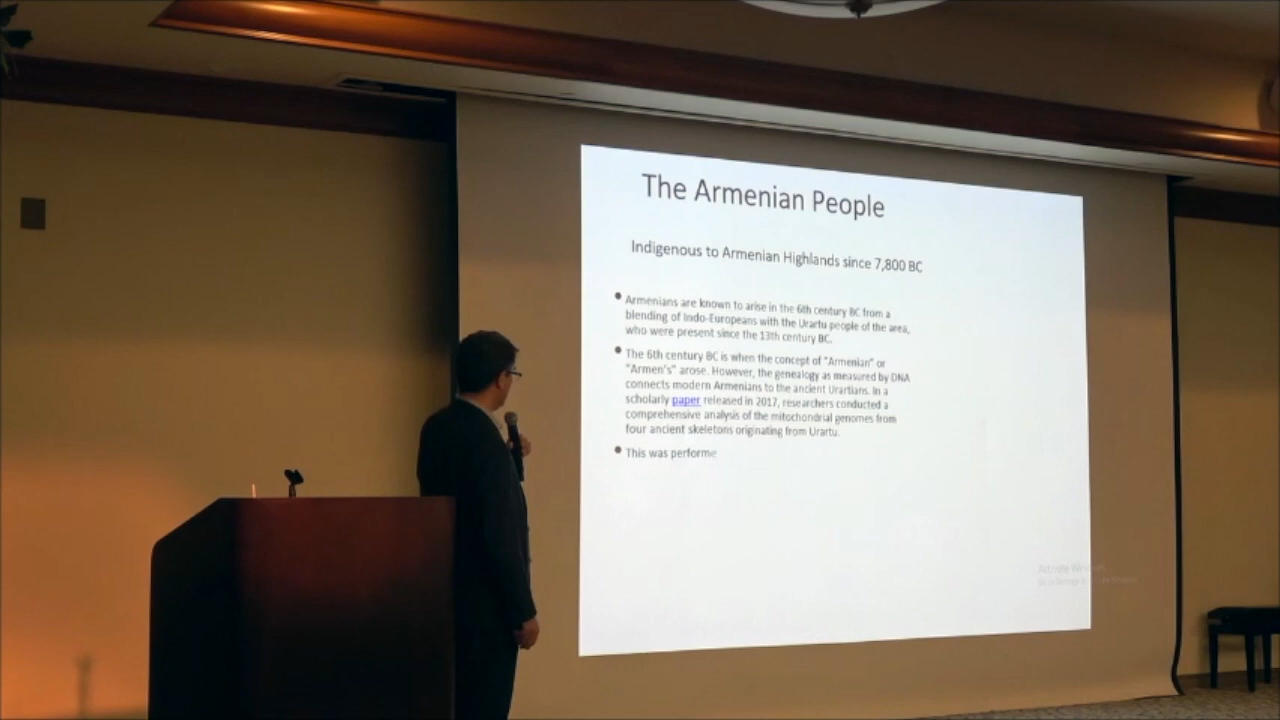 The Armenian People
Indigenous to Armenian Highlands since 7,800 BC
Armenians are known to arise in the 6th century BC from a
blending of Indo-Europeans with the Urartu people of the area,
who were present since the 13th century BC.
The 6th century BC is when the concept of "Armenian" or
"Armen's" arose. However, the genealogy as measured by DNA
connects modern Armenians to the ancient Urartians. In a
scholarly paper released in 2017, researchers conducted a
comprehensive analysis of the mitochondrial genomes from
four ancient skeletons originating from Urartu.
This was performe
Activate